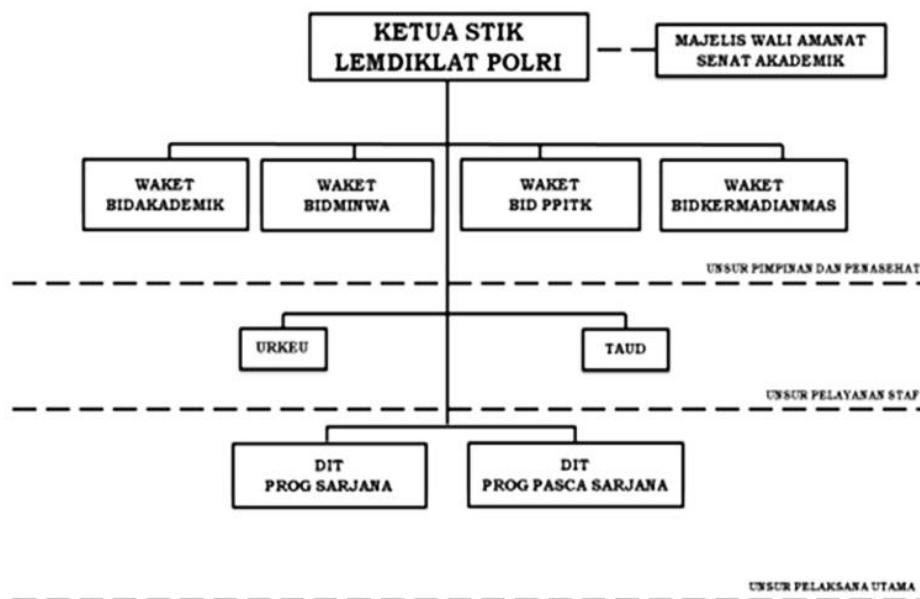 KETUA STIK
LEMDIKLAT POLRI
MAJELIS WALI AMANAT
SENAT AKADEMIK
WAKET
BIDAKADEMIK
WAKET
BIDMINWA
WAKET
BID PPITK
WAKET
BIDKERMADIANMAS
UNSUR PIMPINAN DAN PENASEHAT
URKEU
TAUD
UNSUR PELAYANAN STAF
DIT
PROG SARJANA
DIT
PROG PASCA SARJANA
UNSUR PELAKSANA UTAMA